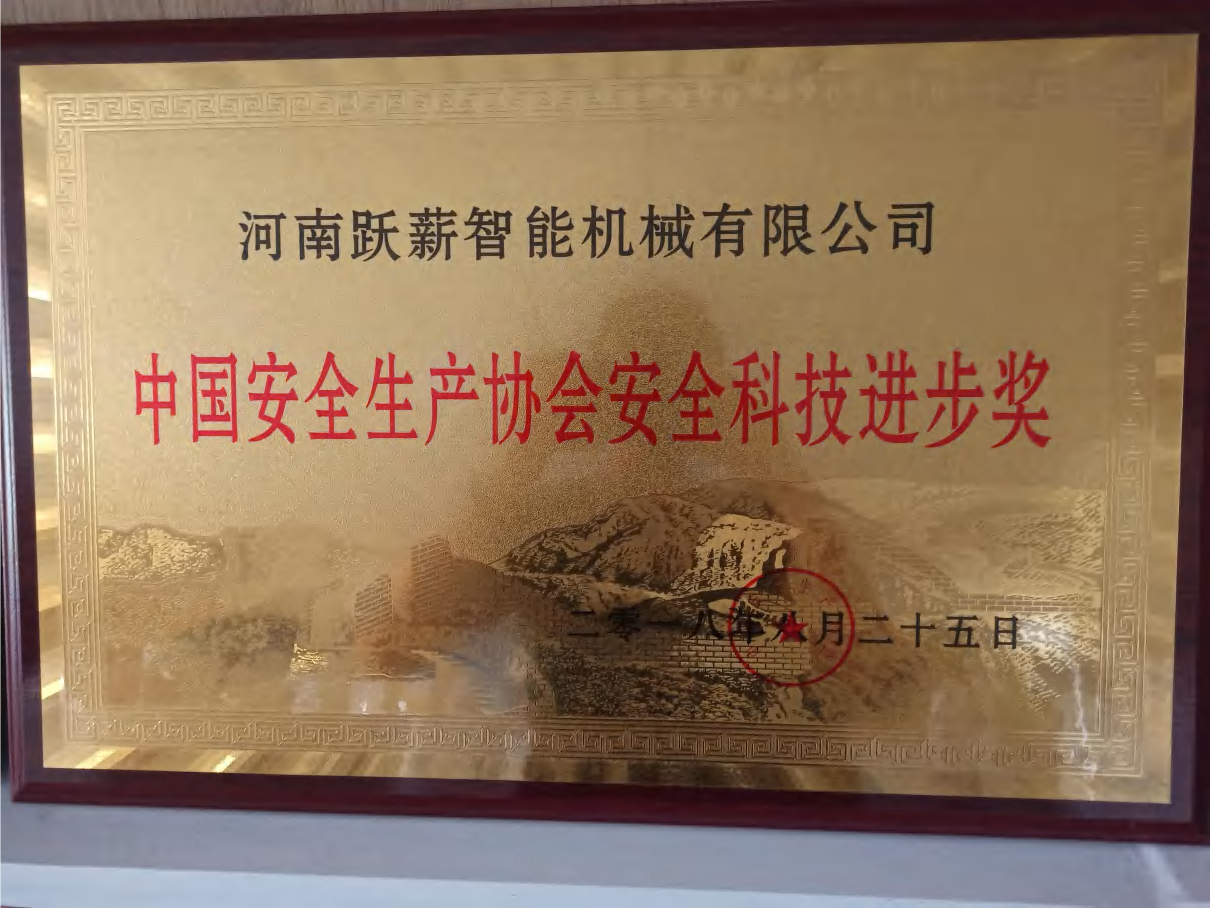 河南跃薪智能机械有限公司
中国安全生产协会安全科技进步奖
二零一八年八月二十五日